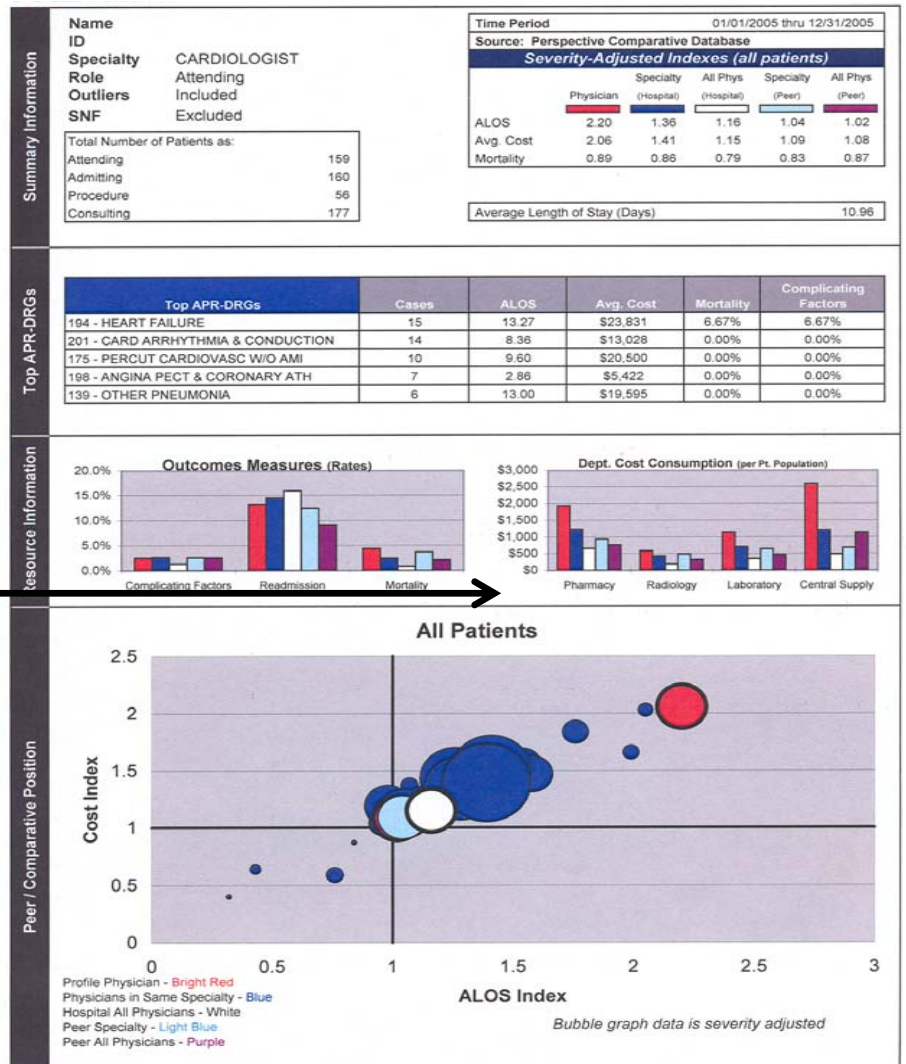 Summary Information
Name
ID
Specialty CARDIOLOGIST
Role Attending
Outliers Included
SNF Excluded
Total Number of Patients as:
Attending 159
Admitting 160
Procedure 56
Consulting 177
Time Period 01/01/2005 thru 12/31/2005
Source: Perspective Comparative Database
Severity-Adjusted Indexes (all patients)
Specialty All Phys Specialty All Phys
Physician (Hospital) (Hospital) (Peer) (Peer)
ALOS 2.20 1.36 1.16 1.04 1.02
Avg. Cost 2.06 1.41 1.15 1.09 1.08
Mortality 0.89 0.86 0.79 0.83 0.87
Average Length of Stay (Days) 10.96
Top APR-DRGs
Complicating
Top APR-DRGs Cases ALOS Avg. Cost Mortality Factors
194 - HEART FAILURE 15 13.27 $23,831 6.67% 6.67%
201 - CARD ARRHYTHMIA & CONDUCTION 14 8.36 $13,028 0.00% 0.00%
175 - PERCUT CARDIOVASC W/O AMI 10 9.60 $20,500 0.00% 0.00%
198 - ANGINA PECT & CORONARY ATH 7 2.86 $5,422 0.00% 0.00%
139 - OTHER PNEUMONIA 6 13.00 $19,595 0.00% 0.00%
Resource Information
Outcomes Measures (Rates)
20.0%
15.0%
10.0%
5.0%
0.0%
Complicating Factors Readmission Mortality
Dept. Cost Consumption (per Pt. Population)
$3,000
$2,500
$2,000
$1,500
$1,000
$500
$0
Pharmacy Radiology Laboratory Central Supply
Peer / Comparative Position
All Patients
Cost Index
2.5
2
1.5
1
0.5
0
0 0.5 1 1.5 2 2.5 3
ALOS Index
Profile Physician - Bright Red
Physicians in Same Specialty - Blue
Hospital All Physicians - White
Peer Specialty - Light Blue
Peer All Physicians - Purple
Bubble graph data is severity adjusted